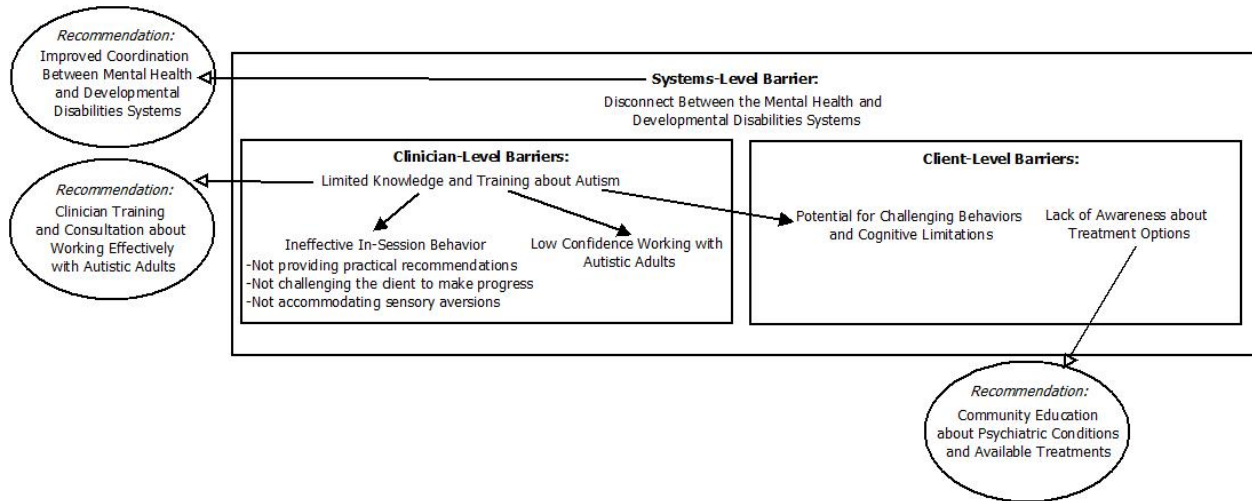 Recommendation:
Improved Coordination
Between Mental Health
and Developmental
Disabilities Systems
Systems-Level Barrier:
Disconnect Between the Mental Health and
Developmental Disabilities Systems
Clinician-Level Barriers:
Limited Knowledge and Training about Autism
Ineffective In-Session Behavior
-Not providing practical recommendations
-Not challenging the client to make progress
-Not accommodating sensory aversions
Low Confidence Working with
Autistic Adults
Client-Level Barriers:
Potential for Challenging Behaviors
and Cognitive Limitations
Lack of Awareness about
Treatment Options
Recommendation:
Clinician Training
and Consultation about
Working Effectively
with Autistic Adults
Recommendation:
Community Education
about Psychiatric Conditions
and Available Treatments